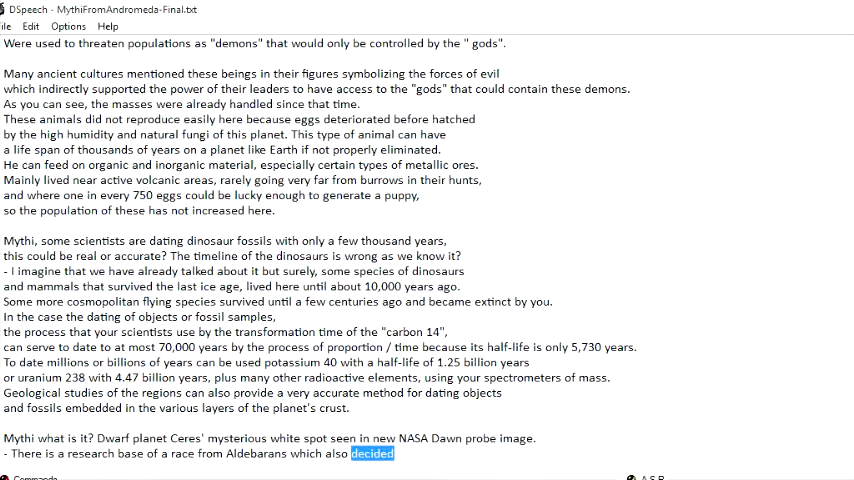 DSpeech - MythiFromAndromeda-Final.txt
ile Edit Options Help
Were used to threaten populations as "demons" that would only be controlled by the " gods".
Many ancient cultures mentioned these beings in their figures symbolizing the forces of evil
which indirectly supported the power of their leaders to have access to the "gods" that could contain these demons.
As you can see, the masses were already handled since that time.
These animals did not reproduce easily here because eggs deteriorated before hatched
by the high humidity and natural fungi of this planet. This type of animal can have
a life span of thousands of years on a planet like Earth if not properly eliminated.
He can feed on organic and inorganic material, especially certain types of metallic ores.
Mainly lived near active volcanic areas, rarely going very far from burrows in their hunts,
and where one in every 750 eggs could be lucky enough to generate a puppy,
so the population of these has not increased here.
Mythi, some scientists are dating dinosaur fossils with only a few thousand years,
this could be real or accurate? The timeline of the dinosaurs is wrong as we know it?
- I imagine that we have already talked about it but surely, some species of dinosaurs
and mammals that survived the last ice age, lived here until about 10,000 years ago.
Some more cosmopolitan flying species survived until a few centuries ago and became extinct by you.
In the case the dating of objects or fossil samples,
the process that your scientists use by the transformation time of the "carbon 14",
can serve to date to at most 70,000 years by the process of proportion / time because its half-life is only 5,730 years.
To date millions or billions of years can be used potassium 40 with a half-life of 1.25 billion years
or uranium 238 with 4.47 billion years, plus many other radioactive elements, using your spectrometers of mass.
Geological studies of the regions can also provide a very accurate method for dating objects
and fossils embedded in the various layers of the planet's crust.
Mythi what is it? Dwarf planet Ceres' mysterious white spot seen in new NASA Dawn probe image.
- There is a research base of a race from Aldebarans which also decided